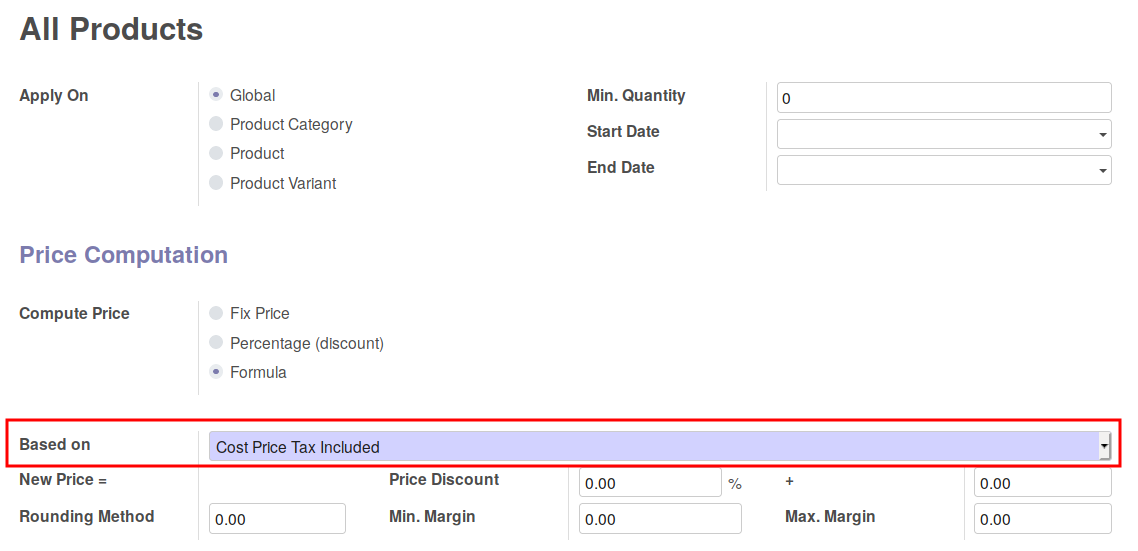 All Products
Apply On
Global
Product Category
Product
Product Variant
Min. Quantity
0
Start Date
End Date
Price Computation
Compute Price
Fix Price
Percentage (discount)
Formula
Based on
Cost Price Tax Included
New Price =
Price Discount
0.00 %
+
0.00
Rounding Method
0.00
Min. Margin
0.00
Max. Margin
0.00